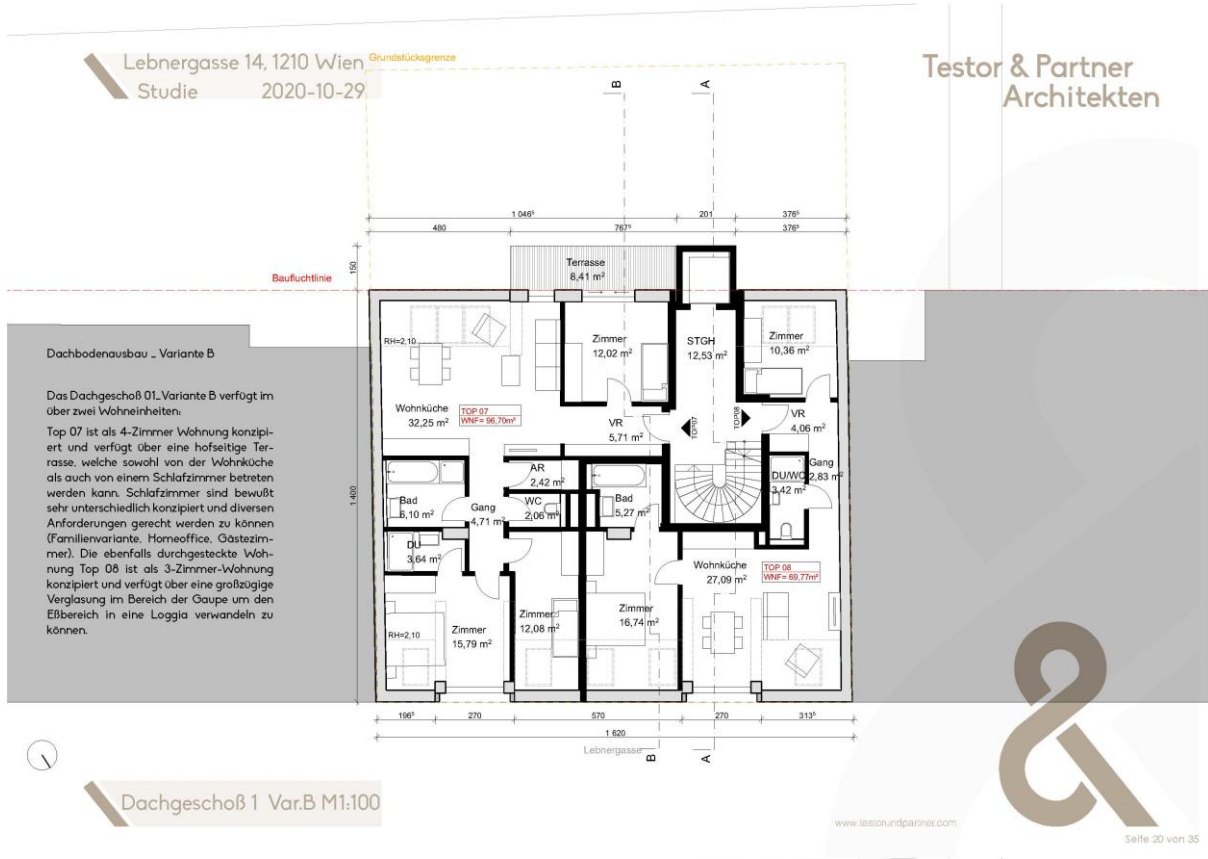 Lebnergasse 14, 1210 Wien
Studie 2020-10-29
Grundstücksgrenze
Testor & Partner
Architekten
B
A
1 046⁵
201
376⁵
480
767⁵
376⁵
150
Terrasse
8,41 m²
Baufluchtlinie
Dachbodenausbau _ Variante B
Das Dachgeschoß 01_Variante B verfügt im
über zwei Wohneinheiten:
Top 07 ist als 4-Zimmer Wohnung konzipi-
ert und verfügt über eine hofseitige Ter-
rasse, welche sowohl von der Wohnküche
als auch von einem Schlafzimmer betreten
werden kann. Schlafzimmer sind bewußt
sehr unterschiedlich konzipiert und diversen
Anforderungen gerecht werden zu können
(Familienvariante, Homeoffice, Gästezim-
mer). Die ebenfalls durchgesteckte Woh-
nung Top 08 ist als 3-Zimmer-Wohnung
konzipiert und verfügt über eine großzügige
Verglasung im Bereich der Gaupe um den
Eßbereich in eine Loggia verwandeln zu
können.
RH=2,10
Zimmer
12,02 m²
STGH
12,53 m²
Zimmer
10,36 m²
Wohnküche
32,25 m²
TOP 07
WNF= 96,70m²
VR
5,71 m²
TOP07
TOP08
VR
4,06 m²
1 400
AR
2,42 m²
Gang
2,83 m²
DU/WC
3,42 m²
Bad
6,10 m²
Gang
4,71 m²
WC
2,06 m²
Bad
5,27 m²
DU
3,64 m²
Wohnküche
27,09 m²
TOP 08
WNF= 69,77m²
RH=2,10
Zimmer
15,79 m²
Zimmer
12,08 m²
Zimmer
16,74 m²
196⁵
270
570
270
313⁵
1 620
Lebnergasse
B
A
Dachgeschoß 1 Var.B M1:100
www.testorundpartner.com
&
Seite 20 von 35